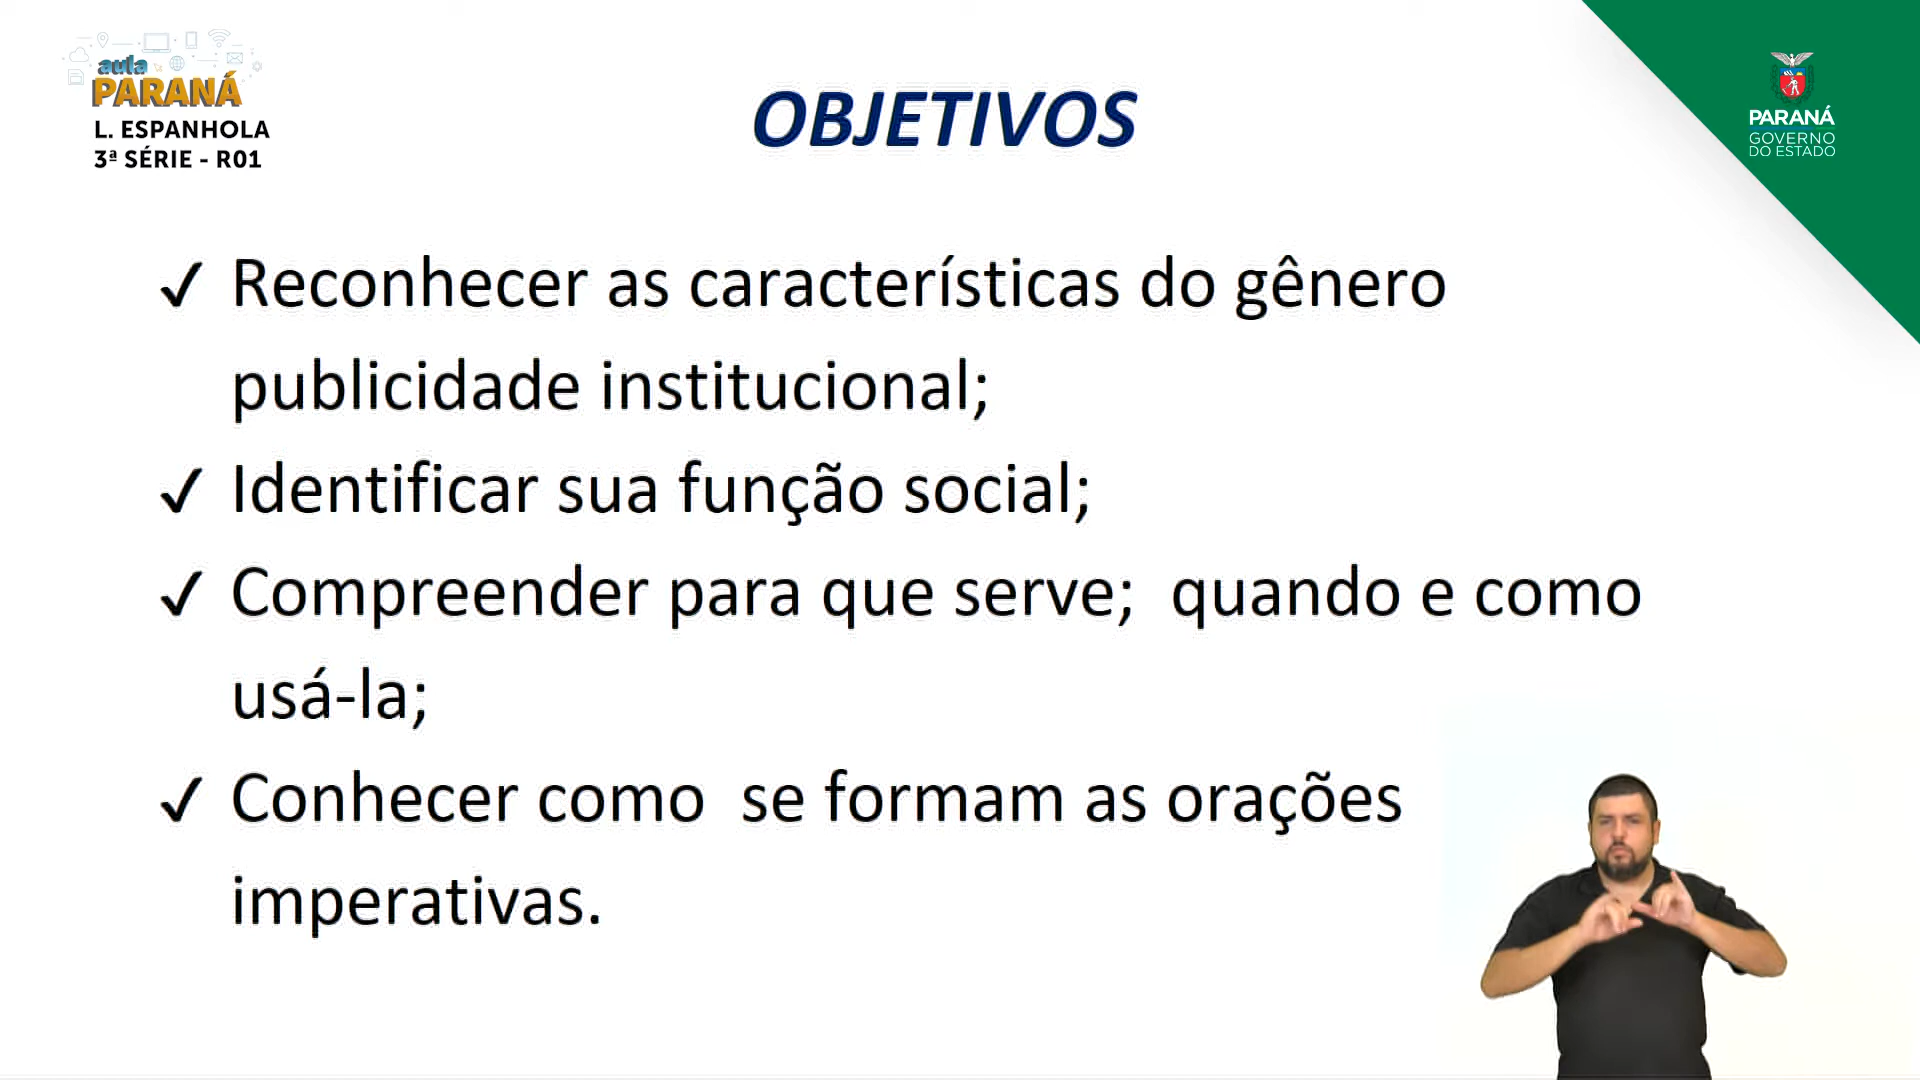 aula
PARANÁ
L. ESPANHOLA
3ª SÉRIE - R01
OBJETIVOS
PARANÁ
GOVERNO
DO ESTADO
✓ Reconhecer as características do gênero
publicidade institucional;
✓ Identificar sua função social;
✓ Compreender para que serve;  quando e como
usá-la;
✓ Conhecer como  se formam as orações
imperativas.